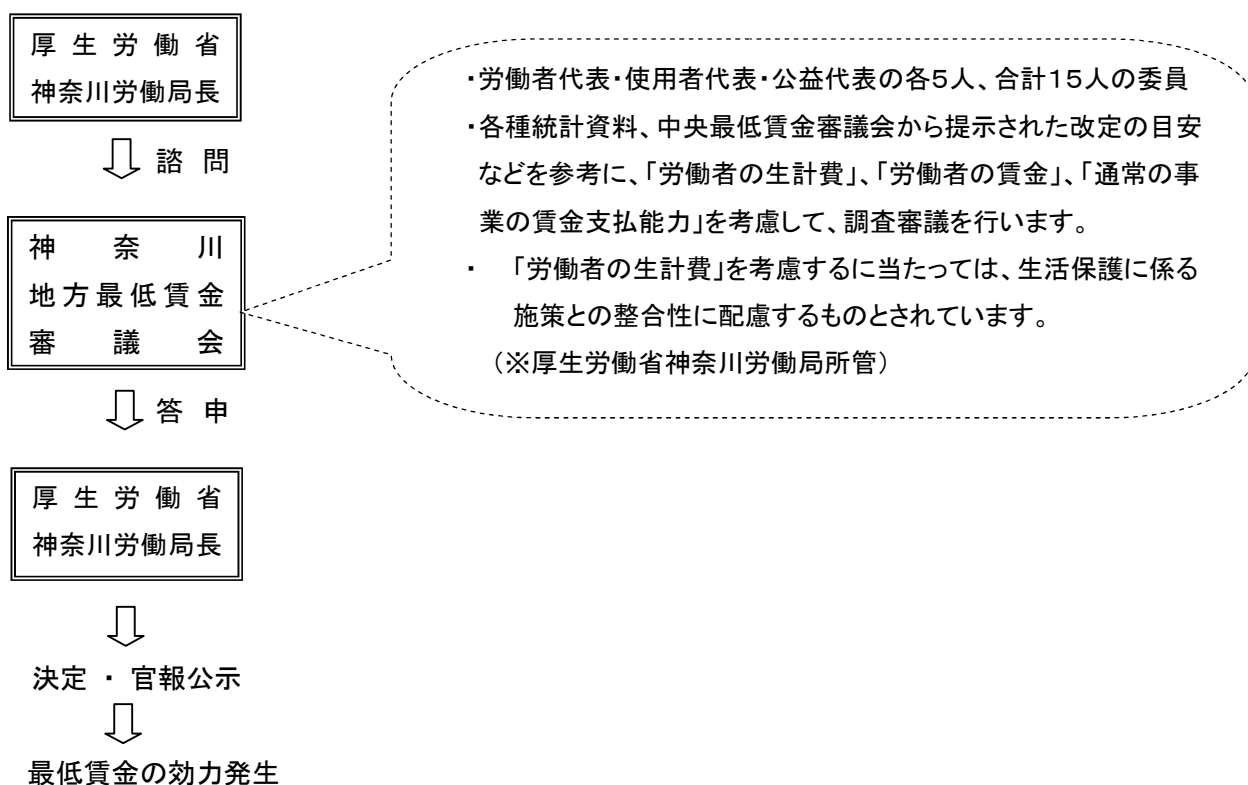 厚生労働省
神奈川労働局長
諮問
神奈川
地方最低賃金
審議会
・労働者代表・使用者代表・公益代表の各5人、合計15人の委員
・各種統計資料、中央最低賃金審議会から提示された改定の目安
などを参考に、「労働者の生計費」、「労働者の賃金」、「通常の事
業の賃金支払能力」を考慮して、調査審議を行います。
・ 「労働者の生計費」を考慮するに当たっては、生活保護に係る
施策との整合性に配慮するものとされています。
（※厚生労働省神奈川労働局所管）
答申
厚生労働省
神奈川労働局長
決定 ・ 官報公示
最低賃金の効力発生